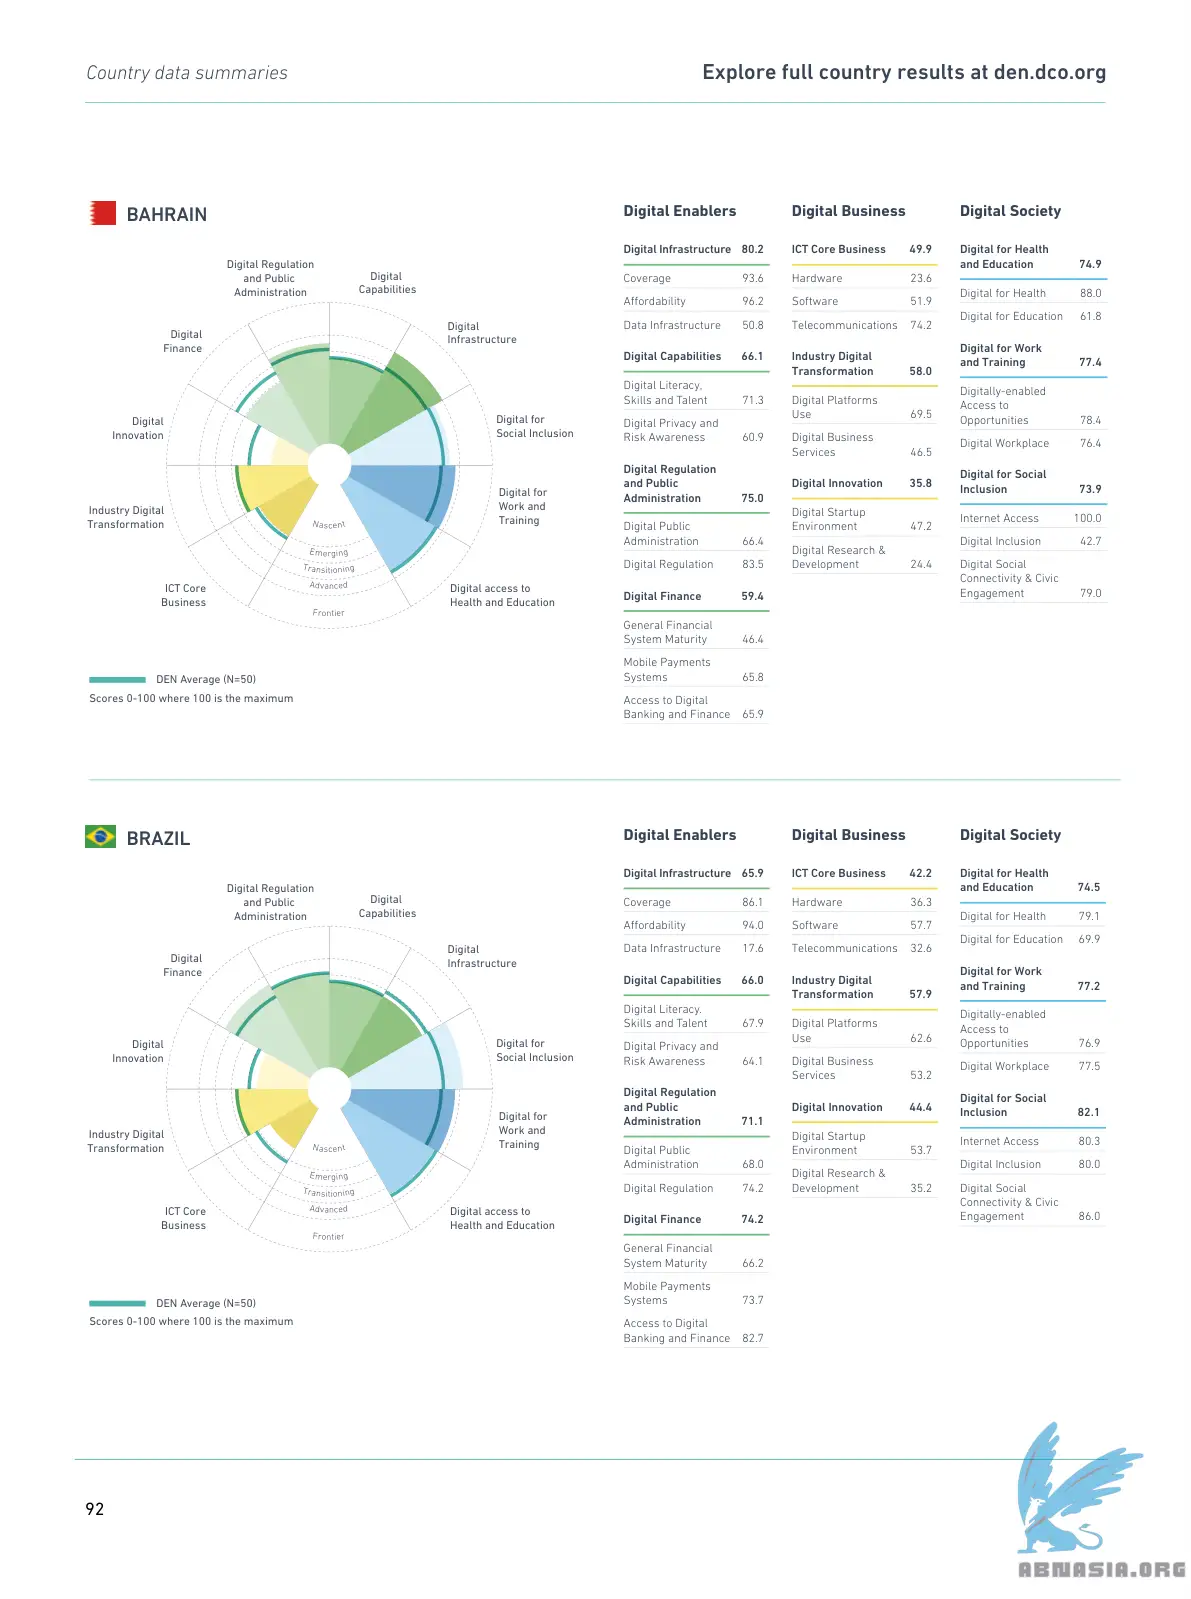 Country data summaries
Explore full country results at den.dco.org
BAHRAIN
Digital Regulation
and Public
Administration
Digital
Capabilities
Digital
Infrastructure
Digital
Finance
Digital
Innovation
Digital for
Social Inclusion
Industry Digital
Transformation
Digital for
Work and
Training
ICT Core
Business
Digital access to
Health and Education
Nascent
Emerging
Transitioning
Advanced
Frontier
DEN Average (N=50)
Scores 0-100 where 100 is the maximum
Digital Enablers
Digital Infrastructure 80.2
Coverage 93.6
Affordability 96.2
Data Infrastructure 50.8
Digital Capabilities 66.1
Digital Literacy,
Skills and Talent 71.3
Digital Privacy and
Risk Awareness 60.9
Digital Regulation
and Public
Administration 75.0
Digital Public
Administration 66.4
Digital Regulation 83.5
Digital Finance 59.4
General Financial
System Maturity 46.4
Mobile Payments
Systems 65.8
Access to Digital
Banking and Finance 65.9
Digital Business
ICT Core Business 49.9
Hardware 23.6
Software 51.9
Telecommunications 74.2
Industry Digital
Transformation 58.0
Digital Platforms
Use 69.5
Digital Business
Services 46.5
Digital Innovation 35.8
Digital Startup
Environment 47.2
Digital Research &
Development 24.4
Digital Society
Digital for Health
and Education 74.9
Digital for Health 88.0
Digital for Education 61.8
Digital for Work
and Training 77.4
Digitally-enabled
Access to
Opportunities 78.4
Digital Workplace 76.4
Digital for Social
Inclusion 73.9
Internet Access 100.0
Digital Inclusion 42.7
Digital Social
Connectivity & Civic
Engagement 79.0
BRAZIL
Digital Regulation
and Public
Administration
Digital
Capabilities
Digital
Infrastructure
Digital
Finance
Digital
Innovation
Digital for
Social Inclusion
Industry Digital
Transformation
Digital for
Work and
Training
ICT Core
Business
Digital access to
Health and Education
Nascent
Emerging
Transitioning
Advanced
Frontier
DEN Average (N=50)
Scores 0-100 where 100 is the maximum
Digital Enablers
Digital Infrastructure 65.9
Coverage 86.1
Affordability 94.0
Data Infrastructure 17.6
Digital Capabilities 66.0
Digital Literacy.
Skills and Talent 67.9
Digital Privacy and
Risk Awareness 64.1
Digital Regulation
and Public
Administration 71.1
Digital Public
Administration 68.0
Digital Regulation 74.2
Digital Finance 74.2
General Financial
System Maturity 66.2
Mobile Payments
Systems 73.7
Access to Digital
Banking and Finance 82.7
Digital Business
ICT Core Business 42.2
Hardware 36.3
Software 57.7
Telecommunications 32.6
Industry Digital
Transformation 57.9
Digital Platforms
Use 62.6
Digital Business
Services 53.2
Digital Innovation 44.4
Digital Startup
Environment 53.7
Digital Research &
Development 35.2
Digital Society
Digital for Health
and Education 74.5
Digital for Health 79.1
Digital for Education 69.9
Digital for Work
and Training 77.2
Digitally-enabled
Access to
Opportunities 76.9
Digital Workplace 77.5
Digital for Social
Inclusion 82.1
Internet Access 80.3
Digital Inclusion 80.0
Digital Social
Connectivity & Civic
Engagement 86.0
92
ABNASIA.ORG